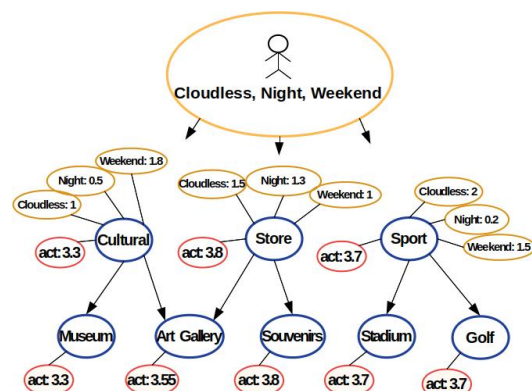 Cloudless, Night, Weekend
Weekend: 1.8
Night: 0.5
Cloudless: 1
Cultural
act: 3.3
Cloudless: 1.5
Night: 1.3
Weekend: 1
Store
act: 3.8
Cloudless: 2
Night: 0.2
Weekend: 1.5
Sport
act: 3.7
Museum
Art Gallery
Souvenirs
Stadium
Golf
act: 3.3
act: 3.55
act: 3.8
act: 3.7
act: 3.7